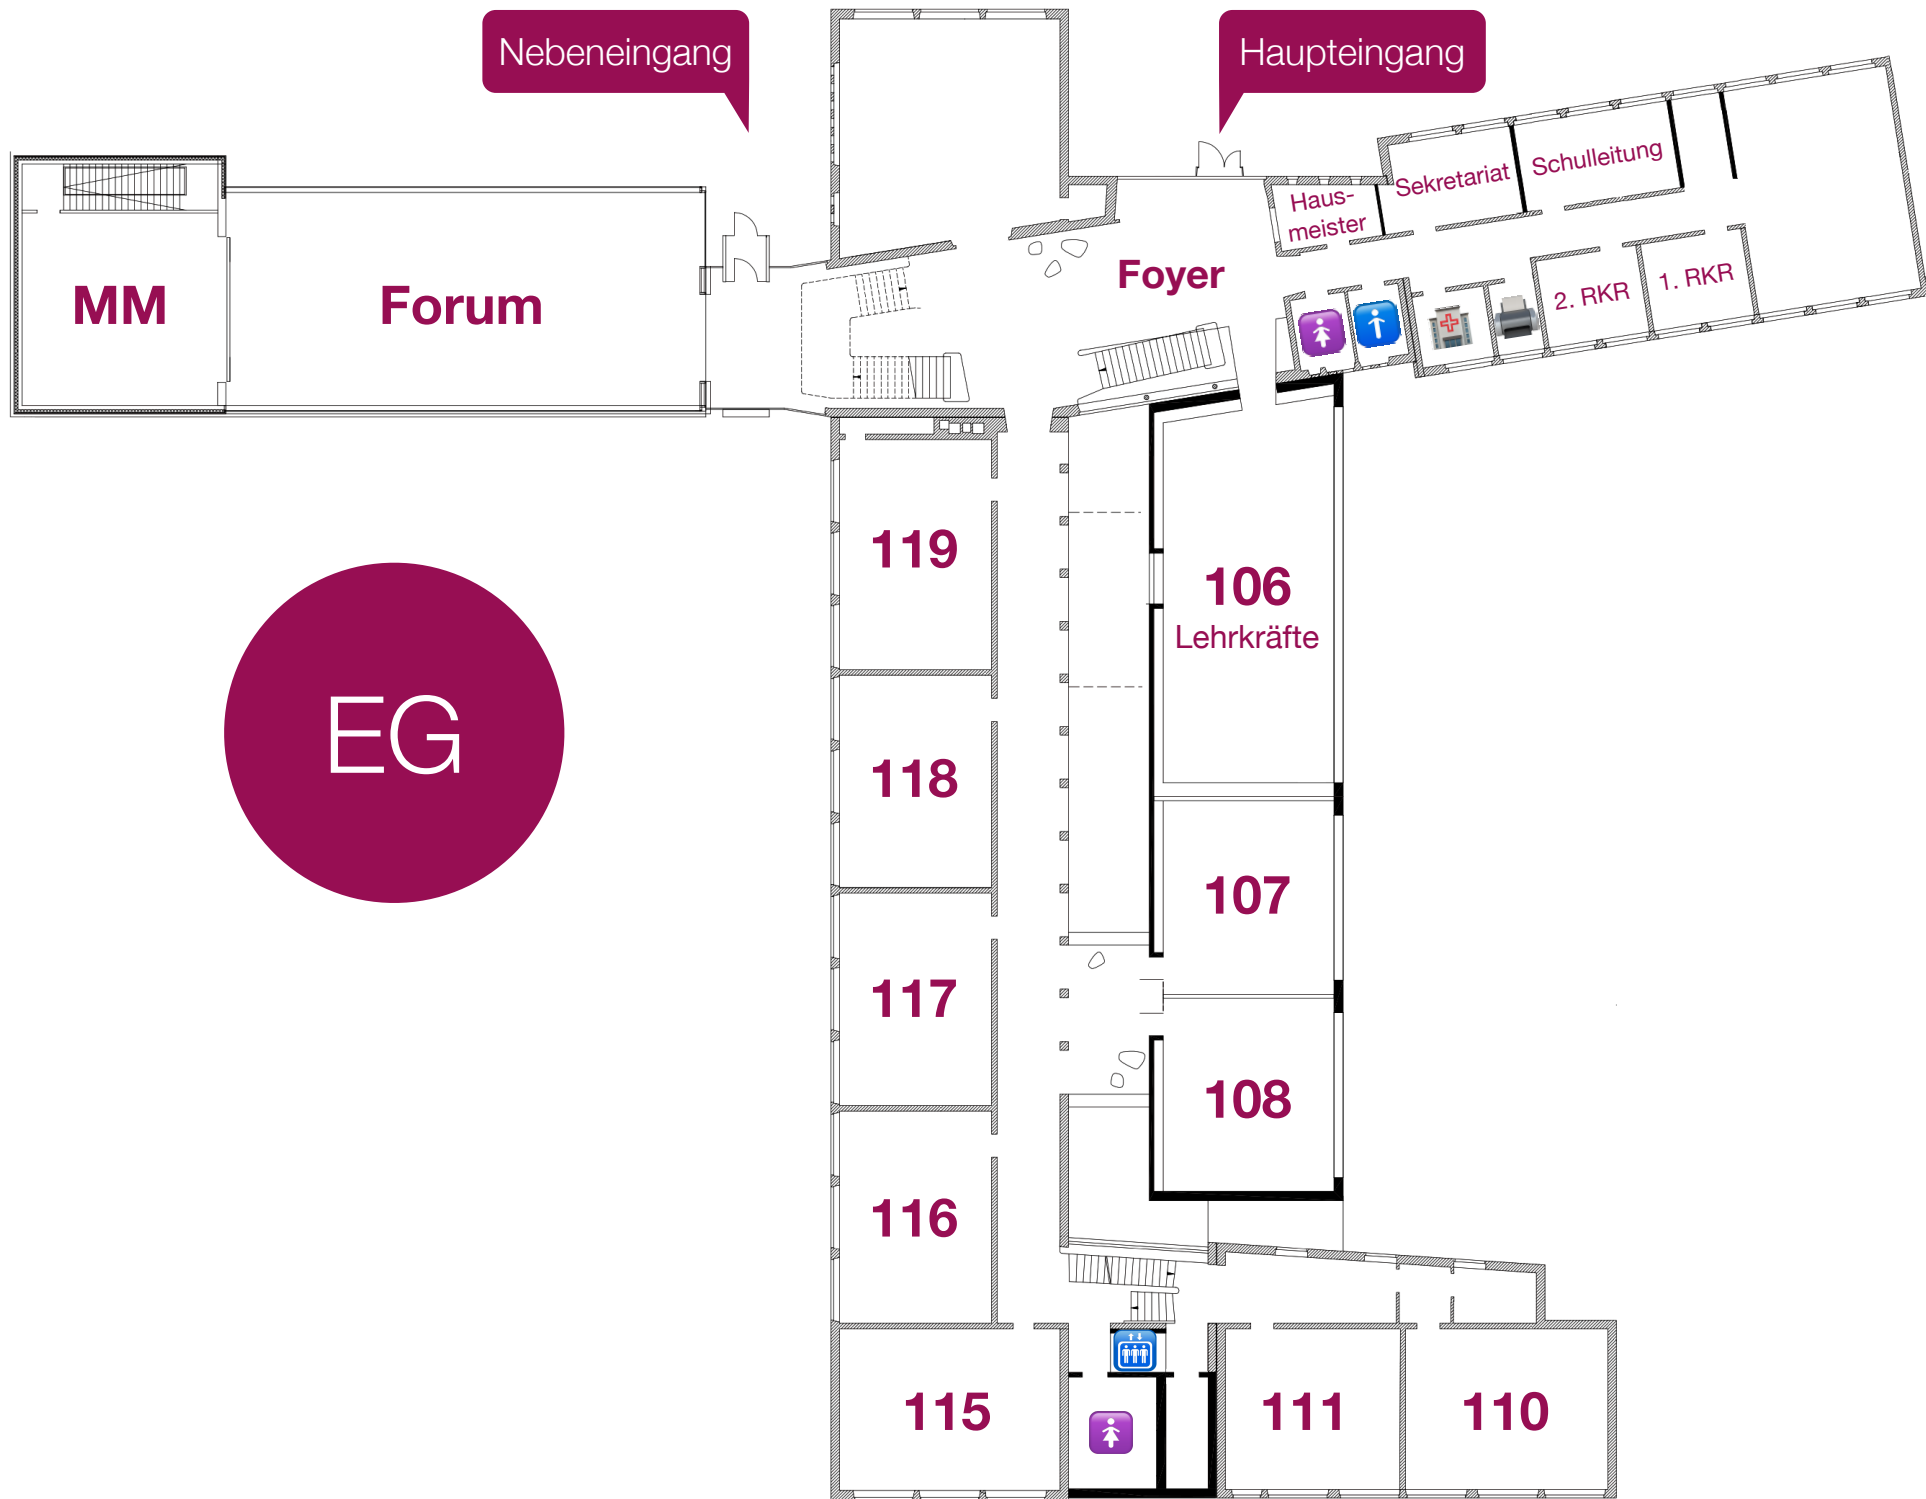 Nebeneingang
Haupteingang
Sekretariat
Schulleitung
Haus-
meister
MM
Forum
Foyer
2. RKR
1. RKR
119
106
Lehrkräfte
EG
118
107
117
108
116
115
111
110